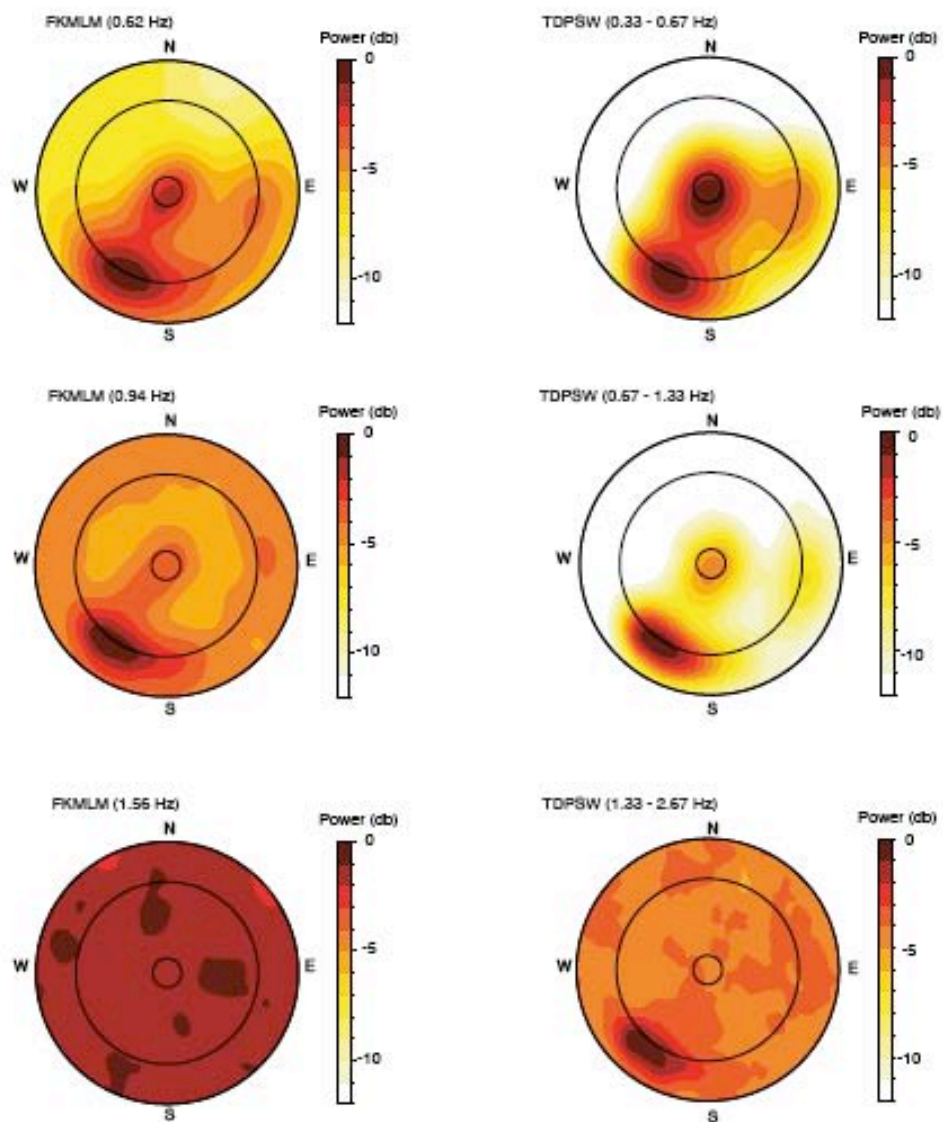 FKMLM (0.62 Hz)
N
Power (db)
0
-5
-10
W
E
S
TDPSW (0.33 - 0.67 Hz)
N
Power (db)
0
-5
-10
W
E
S
FKMLM (0.94 Hz)
N
Power (db)
0
-5
-10
W
E
S
TDPSW (0.67 - 1.33 Hz)
N
Power (db)
0
-5
-10
W
E
S
FKMLM (1.56 Hz)
N
Power (db)
0
-5
-10
W
E
S
TDPSW (1.33 - 2.67 Hz)
N
Power (db)
0
-5
-10
W
E
S